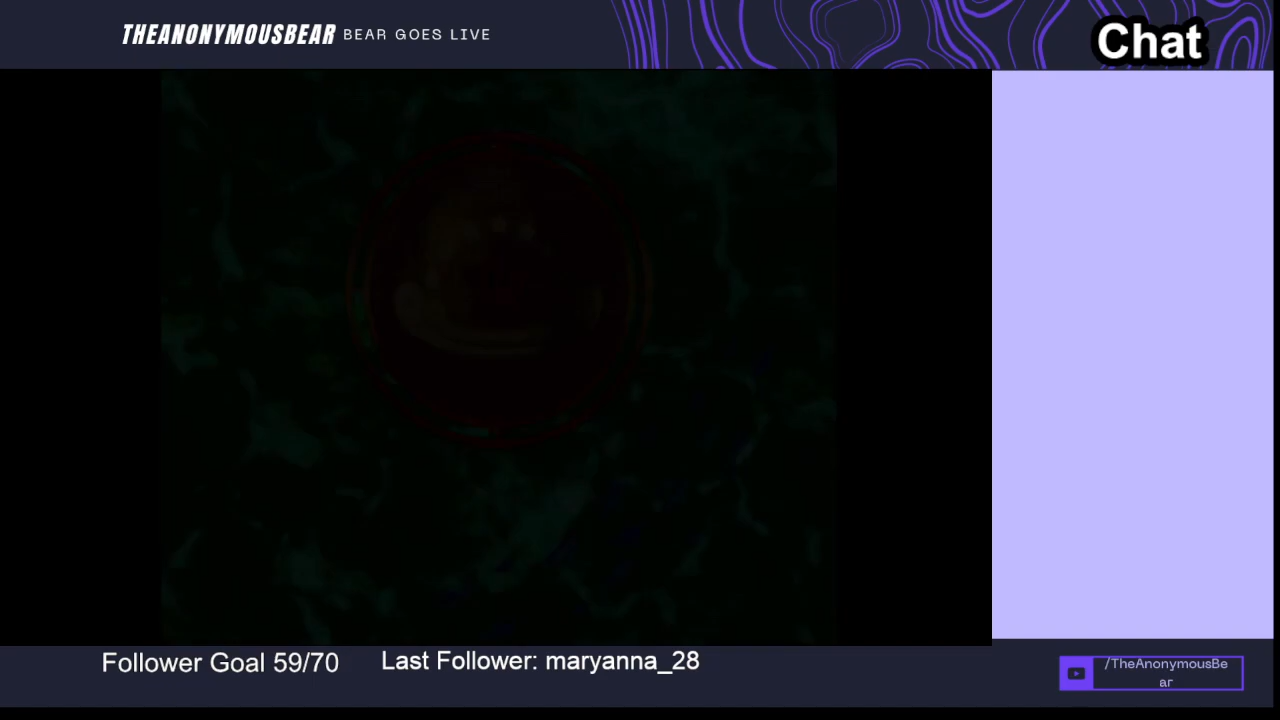 THEANONYMOUSBEAR BEAR GOES LIVE
Chat
Follower Goal 59/70
Last Follower: maryanna_28
/TheAnonymousBe
ar